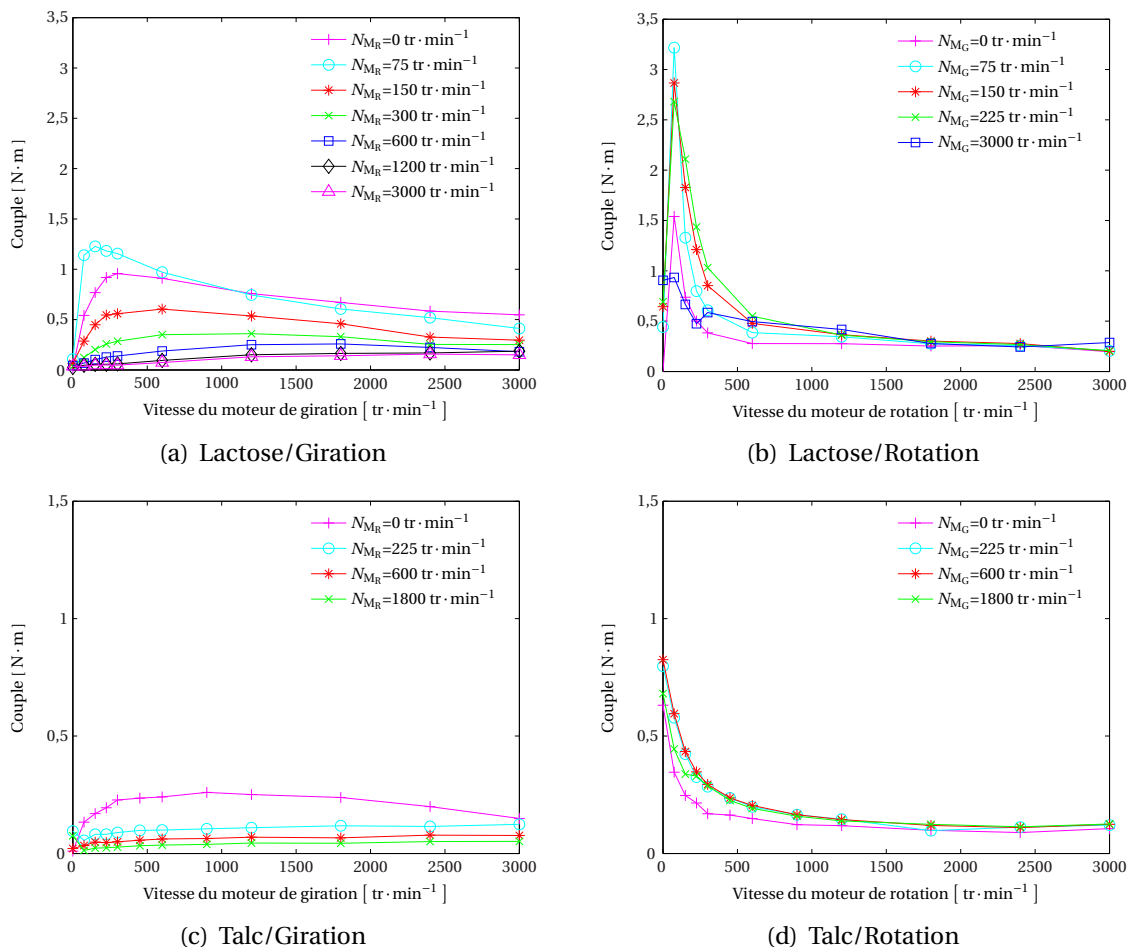 3,5
3
2,5
2
1,5
1
0,5
0
Couple [ N·m ]
N_MR=0 tr·min⁻¹
N_MR=75 tr·min⁻¹
N_MR=150 tr·min⁻¹
N_MR=300 tr·min⁻¹
N_MR=600 tr·min⁻¹
N_MR=1200 tr·min⁻¹
N_MR=3000 tr·min⁻¹
0 500 1000 1500 2000 2500 3000
Vitesse du moteur de giration [ tr·min⁻¹ ]
(a) Lactose/Giration
3,5
3
2,5
2
1,5
1
0,5
0
Couple [ N·m ]
N_MG=0 tr·min⁻¹
N_MG=75 tr·min⁻¹
N_MG=150 tr·min⁻¹
N_MG=225 tr·min⁻¹
N_MG=3000 tr·min⁻¹
0 500 1000 1500 2000 2500 3000
Vitesse du moteur de rotation [ tr·min⁻¹ ]
(b) Lactose/Rotation
1,5
1
0,5
0
Couple [ N·m ]
N_MR=0 tr·min⁻¹
N_MR=225 tr·min⁻¹
N_MR=600 tr·min⁻¹
N_MR=1800 tr·min⁻¹
0 500 1000 1500 2000 2500 3000
Vitesse du moteur de giration [ tr·min⁻¹ ]
(c) Talc/Giration
1,5
1
0,5
0
Couple [ N·m ]
N_MG=0 tr·min⁻¹
N_MG=225 tr·min⁻¹
N_MG=600 tr·min⁻¹
N_MG=1800 tr·min⁻¹
0 500 1000 1500 2000 2500 3000
Vitesse du moteur de rotation [ tr·min⁻¹ ]
(d) Talc/Rotation